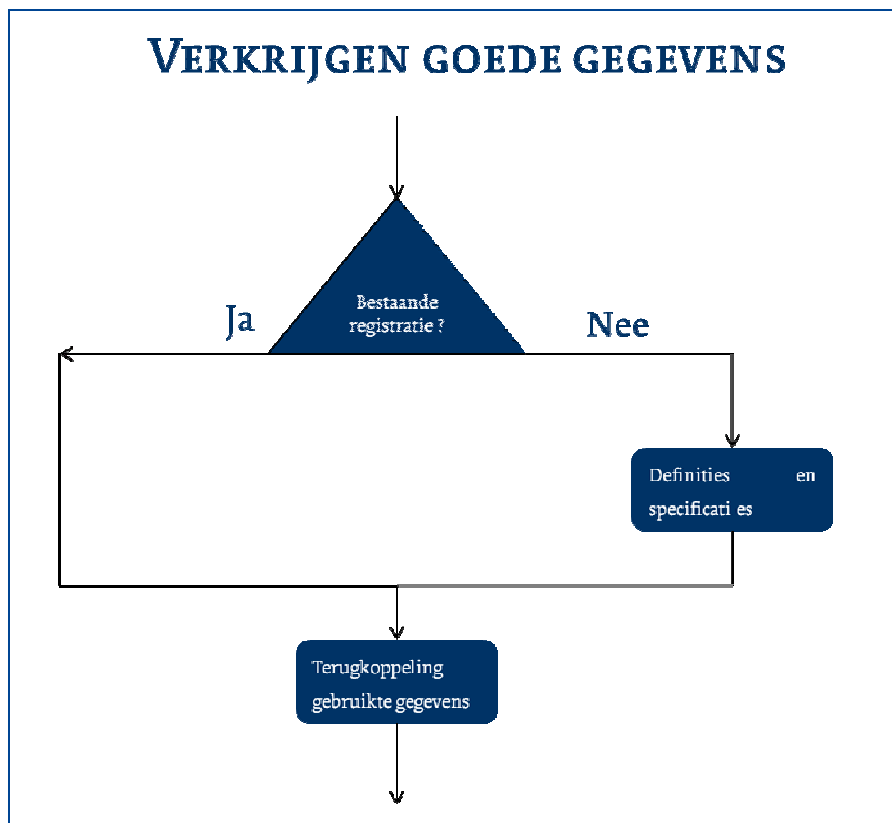 VERKRIJGEN GOEDE GEGEVENS
Bestaande
registratie ?
Ja
Nee
Definities en
specificati es
Terugkoppeling
gebruikte gegevens